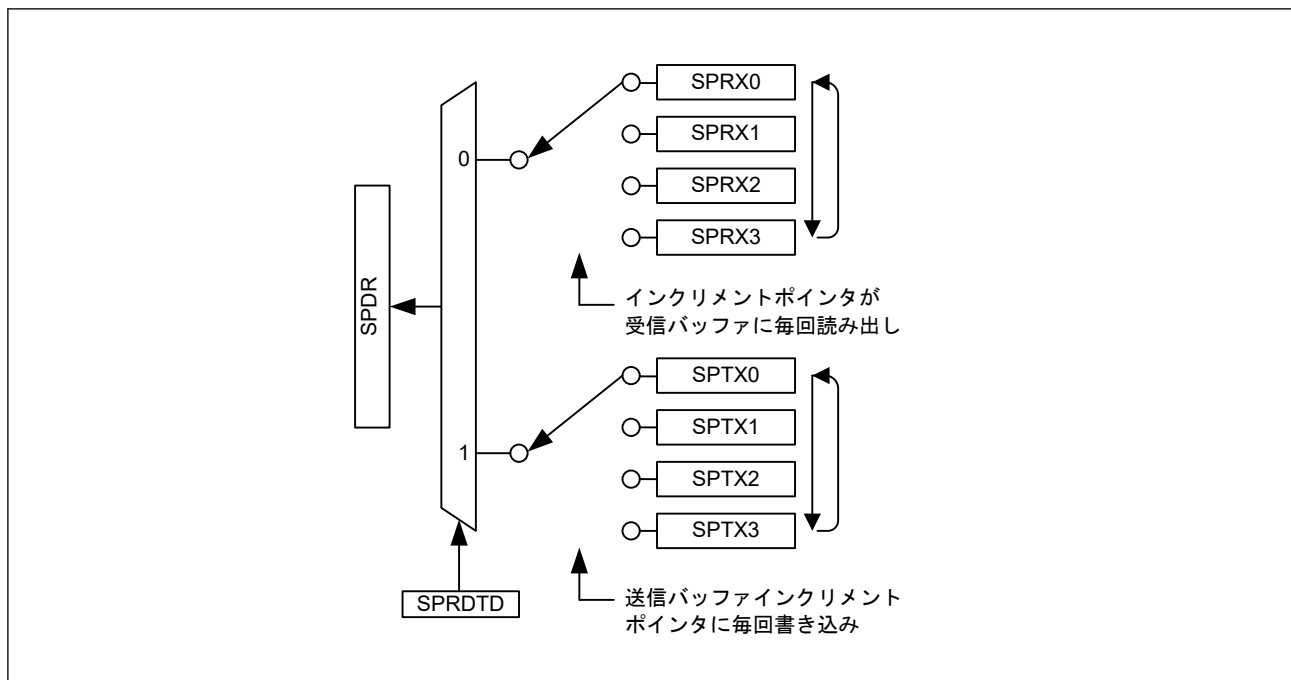 SPRX0
SPRX1
SPRX2
SPRX3
0
SPDR
インクリメントポインタが
受信バッファに毎回読み出し
SPTX0
SPTX1
SPTX2
SPTX3
1
SPRDTD
送信バッファインクリメント
ポインタに毎回書き込み